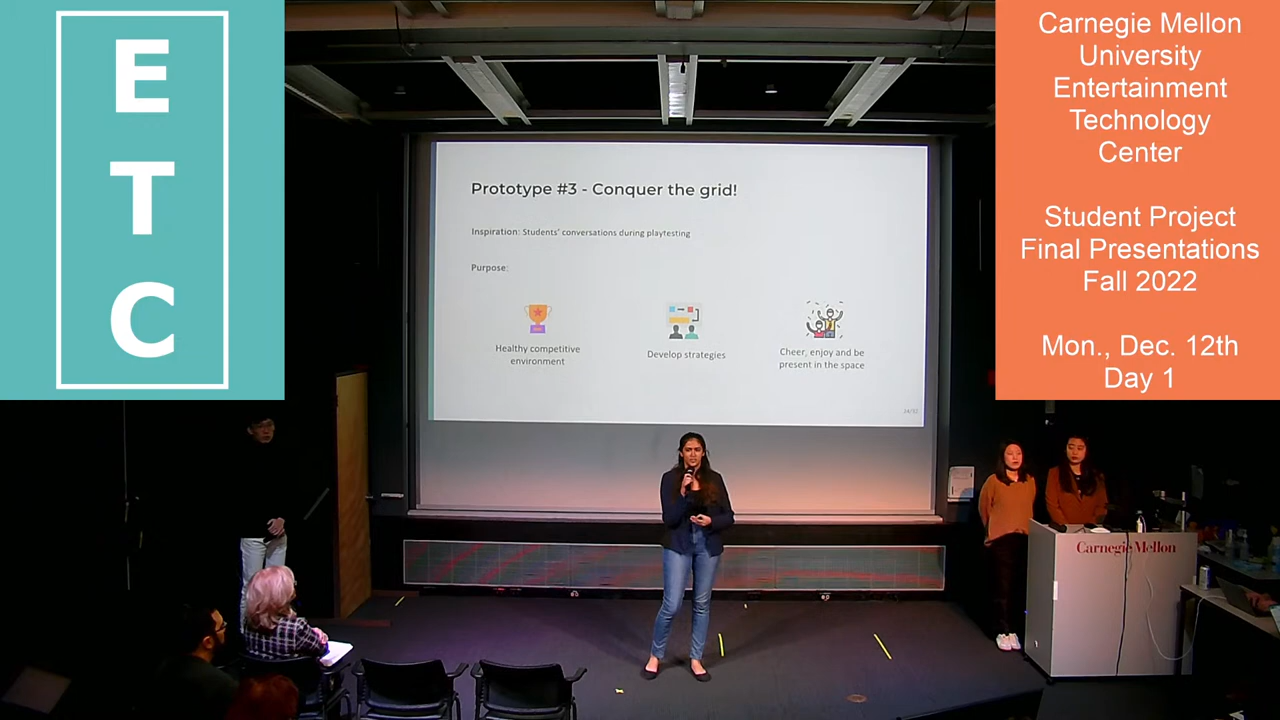 E
T
C
Carnegie Mellon
University
Entertainment
Technology
Center
Student Project
Final Presentations
Fall 2022
Mon., Dec. 12th
Day 1
Prototype #3 - Conquer the grid!
Inspiration: Students' conversations during playtesting
Purpose:
Healthy competitive
environment
Develop strategies
Cheer, enjoy and be
present in the space
Carnegie Mellon